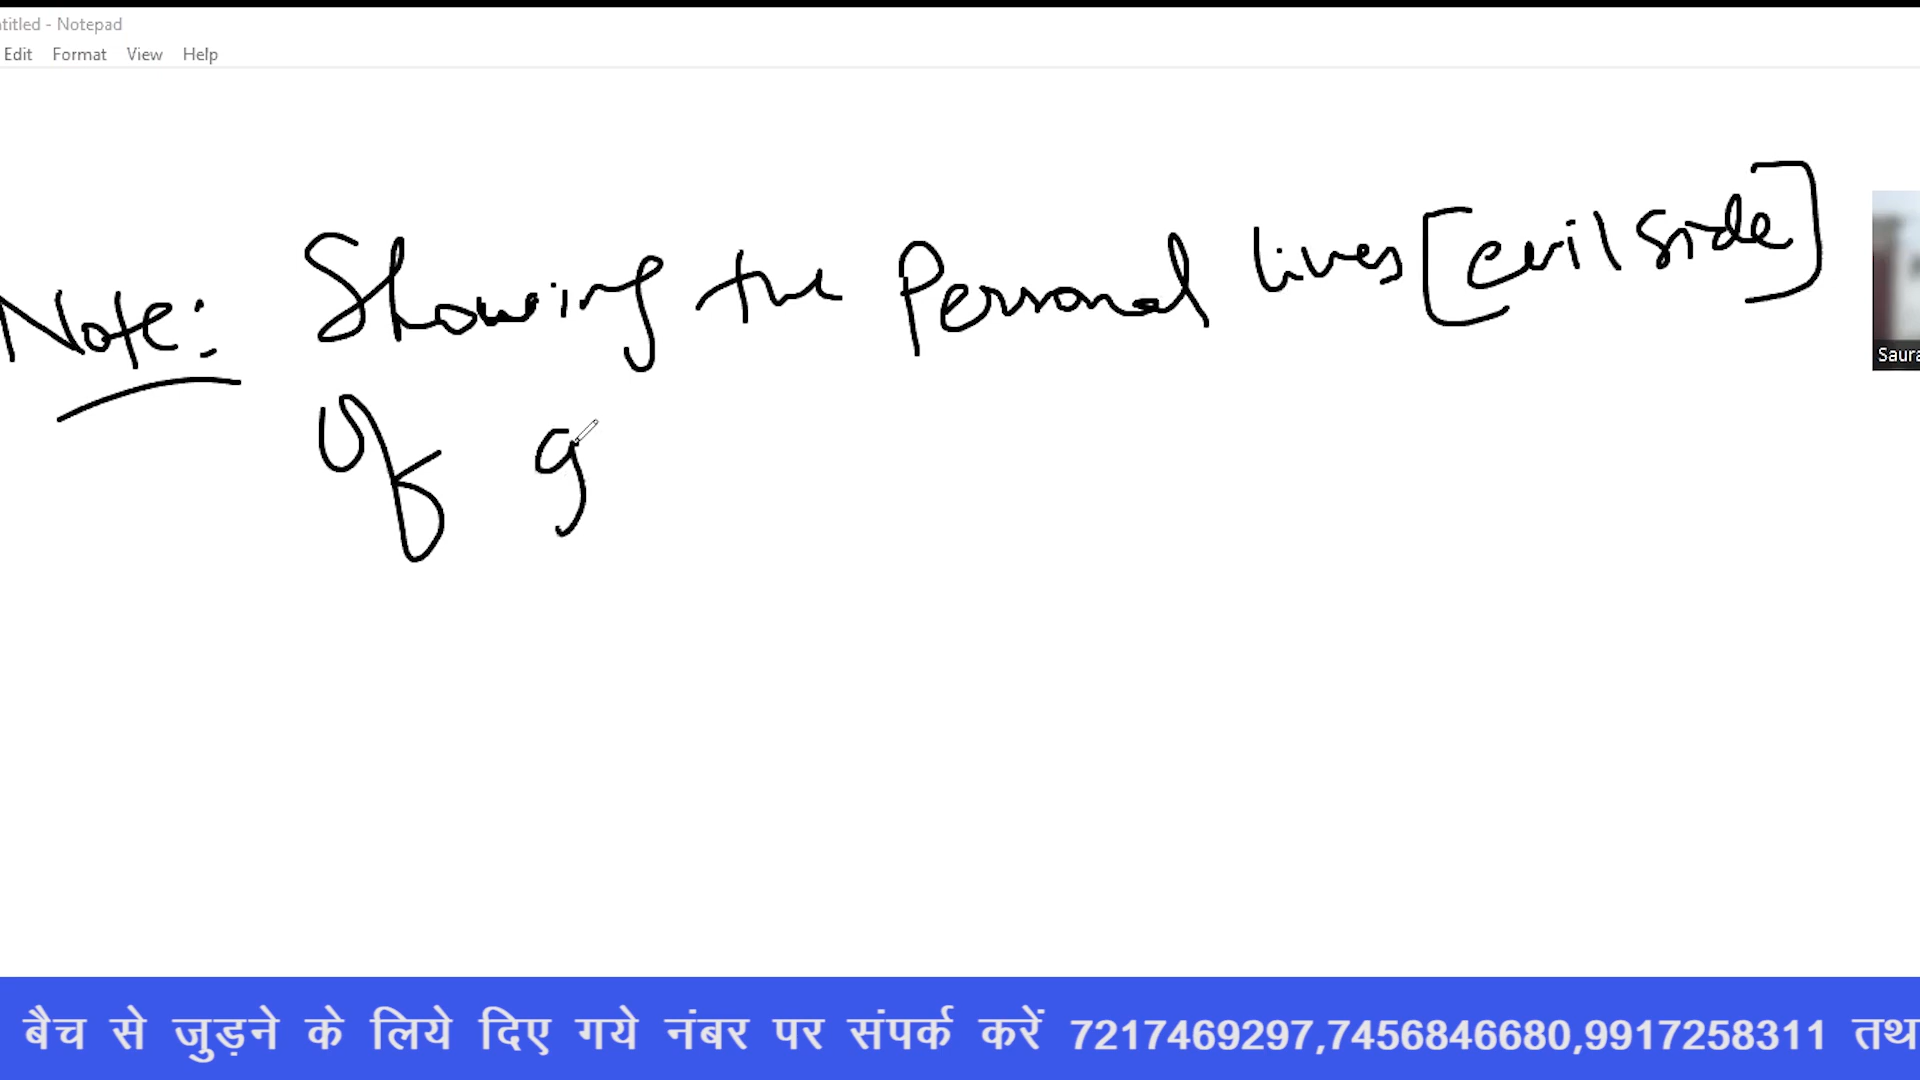 ntitled - Notepad
Edit Format View Help
Note: Showing the Personal lives [evil side]
Of g
Saura
बैच से जुड़ने के लिये दिए गये नंबर पर संपर्क करें 7217469297,7456846680,9917258311 तथ